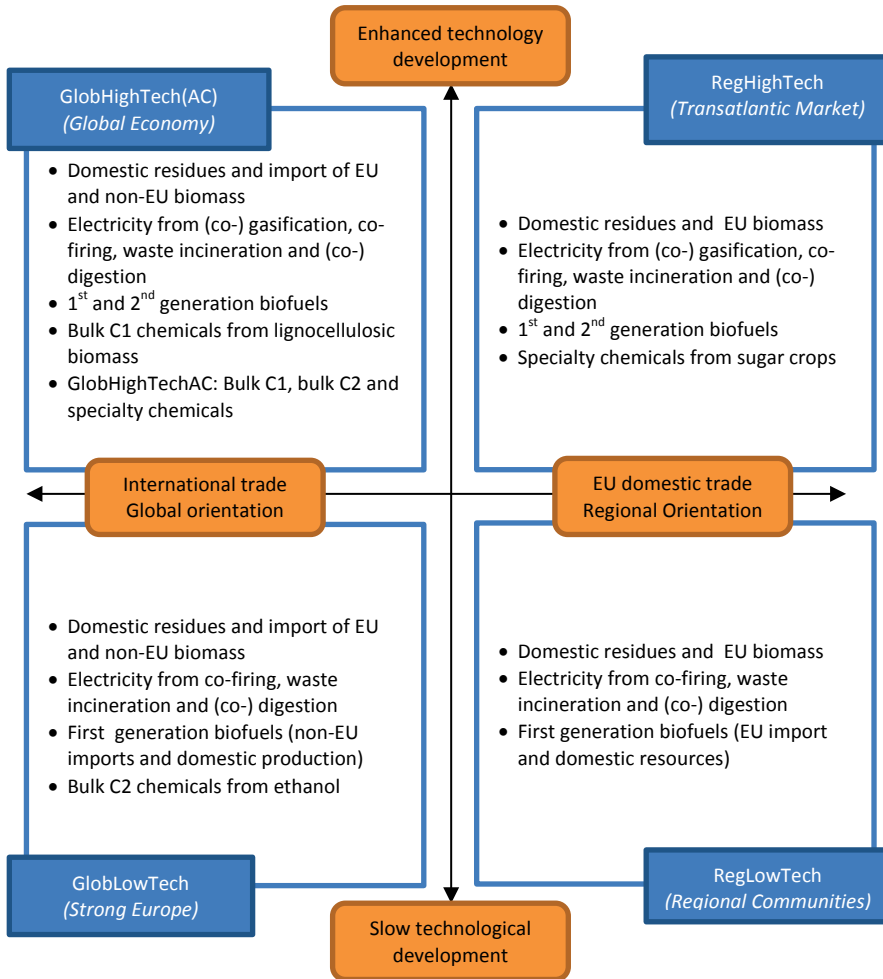 Enhanced technology
development
GlobHighTech(AC)
(Global Economy)
• Domestic residues and import of EU
and non-EU biomass
• Electricity from (co-) gasification, co-
firing, waste incineration and (co-)
digestion
• 1st and 2nd generation biofuels
• Bulk C1 chemicals from lignocellulosic
biomass
• GlobHighTechAC: Bulk C1, bulk C2 and
specialty chemicals
RegHighTech
(Transatlantic Market)
• Domestic residues and  EU biomass
• Electricity from (co-) gasification, co-
firing, waste incineration and (co-)
digestion
• 1st and 2nd generation biofuels
• Specialty chemicals from sugar crops
International trade
Global orientation
EU domestic trade
Regional Orientation
• Domestic residues and import of EU
and non-EU biomass
• Electricity from co-firing, waste
incineration and (co-) digestion
• First  generation biofuels (non-EU
imports and domestic production)
• Bulk C2 chemicals from ethanol
GlobLowTech
(Strong Europe)
• Domestic residues and  EU biomass
• Electricity from co-firing, waste
incineration and (co-) digestion
• First generation biofuels (EU import
and domestic resources)
RegLowTech
(Regional Communities)
Slow technological
development